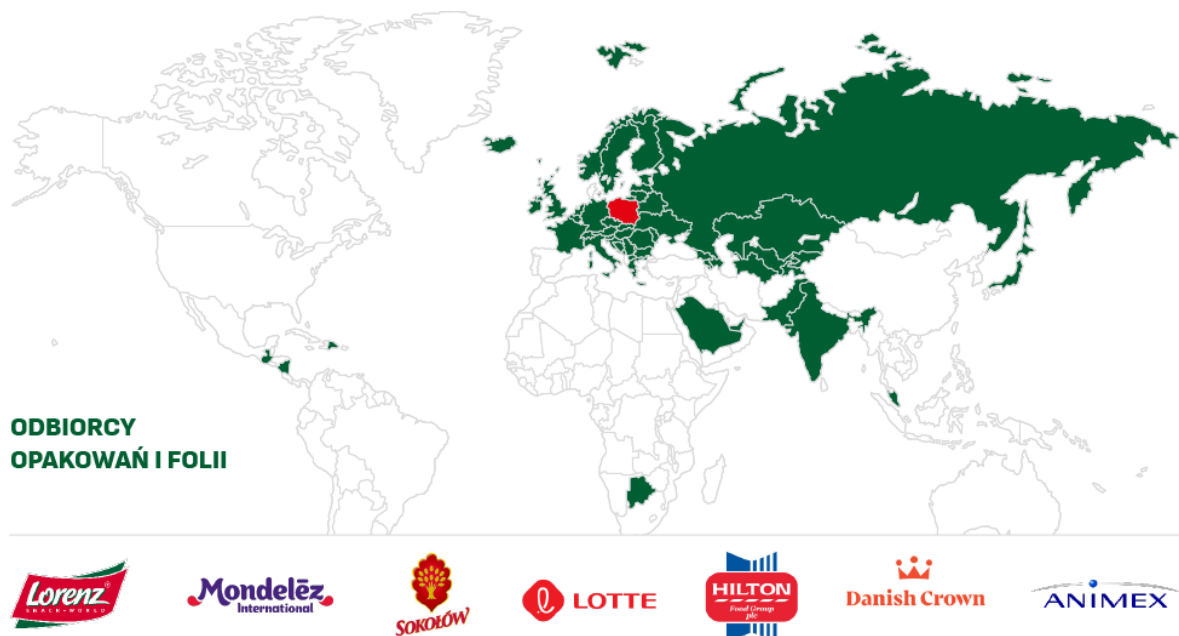 ODBIORCY
OPAKOWAŃ I FOLII
Lorenz
SNACK-WORLD
Mondelēz
International
SOKOŁÓW
LOTTE
HILTON
Food Group
plc
Danish Crown
ANIMEX